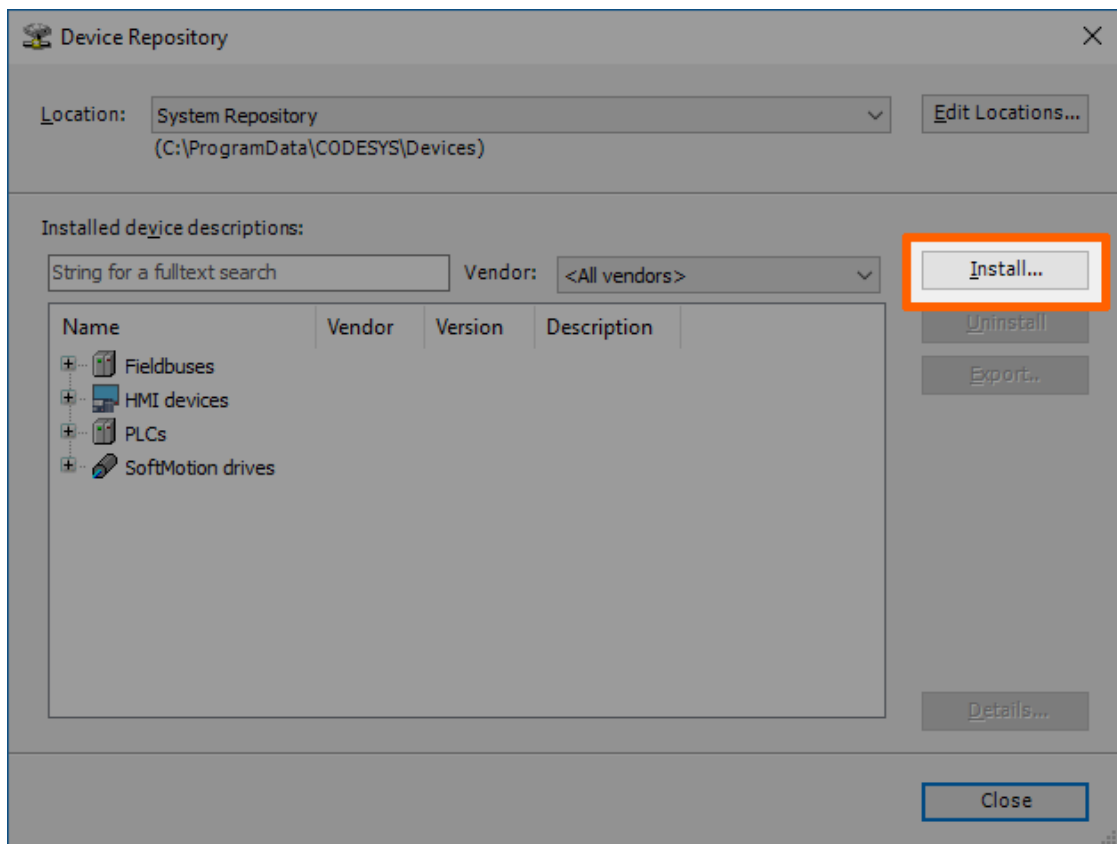 Device Repository
Location: System Repository Edit Locations...
(C:\ProgramData\CODESYS\Devices)
Installed device descriptions:
String for a fulltext search Vendor: <All vendors> Install...
Uninstall
Name Vendor Version Description
Fieldbuses
Export..
HMI devices
PLCs
SoftMotion drives
Details...
Close